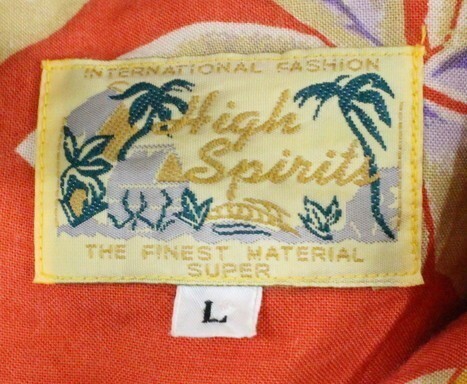 INTERNATIONAL FASHION
High
Spirits
THE FINEST MATERIAL
SUPER
L